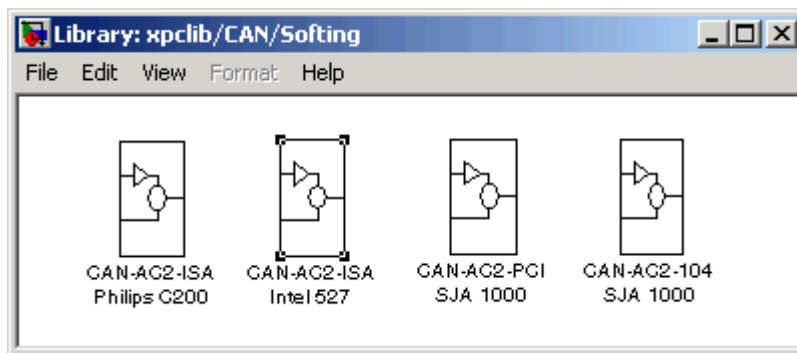 Library: xpclib/CAN/Softing
File Edit View Format Help
CAN-AC2-ISA CAN-AC2-ISA CAN-AC2-PCI CAN-AC2-104
Philips C200 Intel 527 SJA 1000 SJA 1000